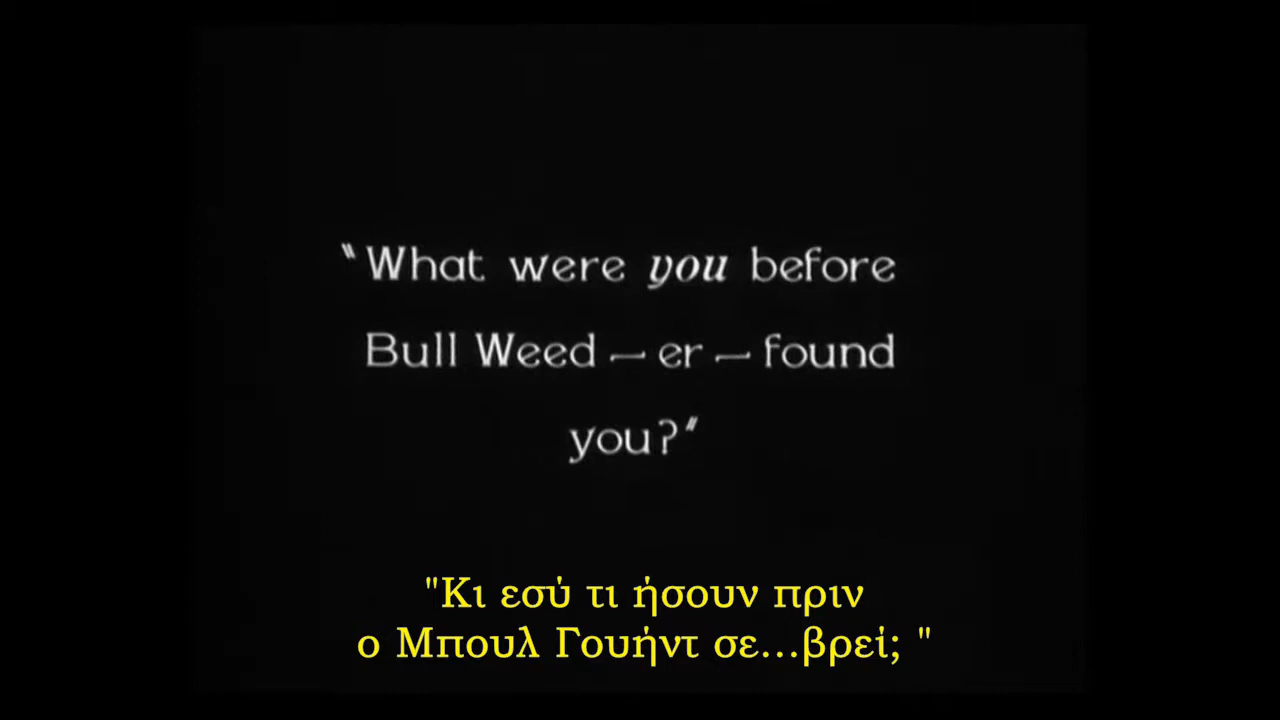 "What were you before
Bull Weed — er — found
you?"
"Κι εσύ τι ήσουν πριν
ο Μπουλ Γουήντ σε...βρεί; "